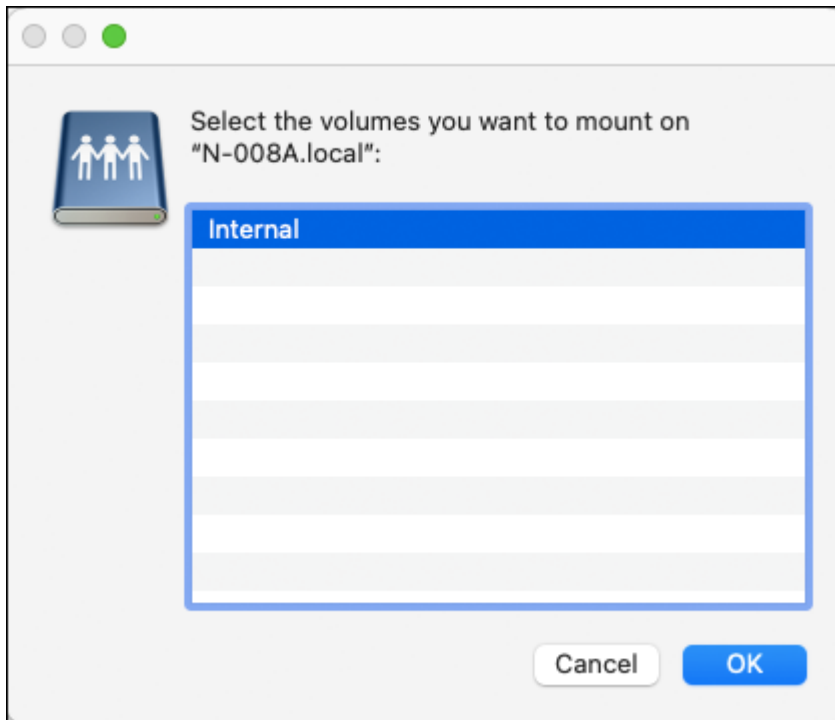 Select the volumes you want to mount on
“N-008A.local”:
Internal
Cancel
OK